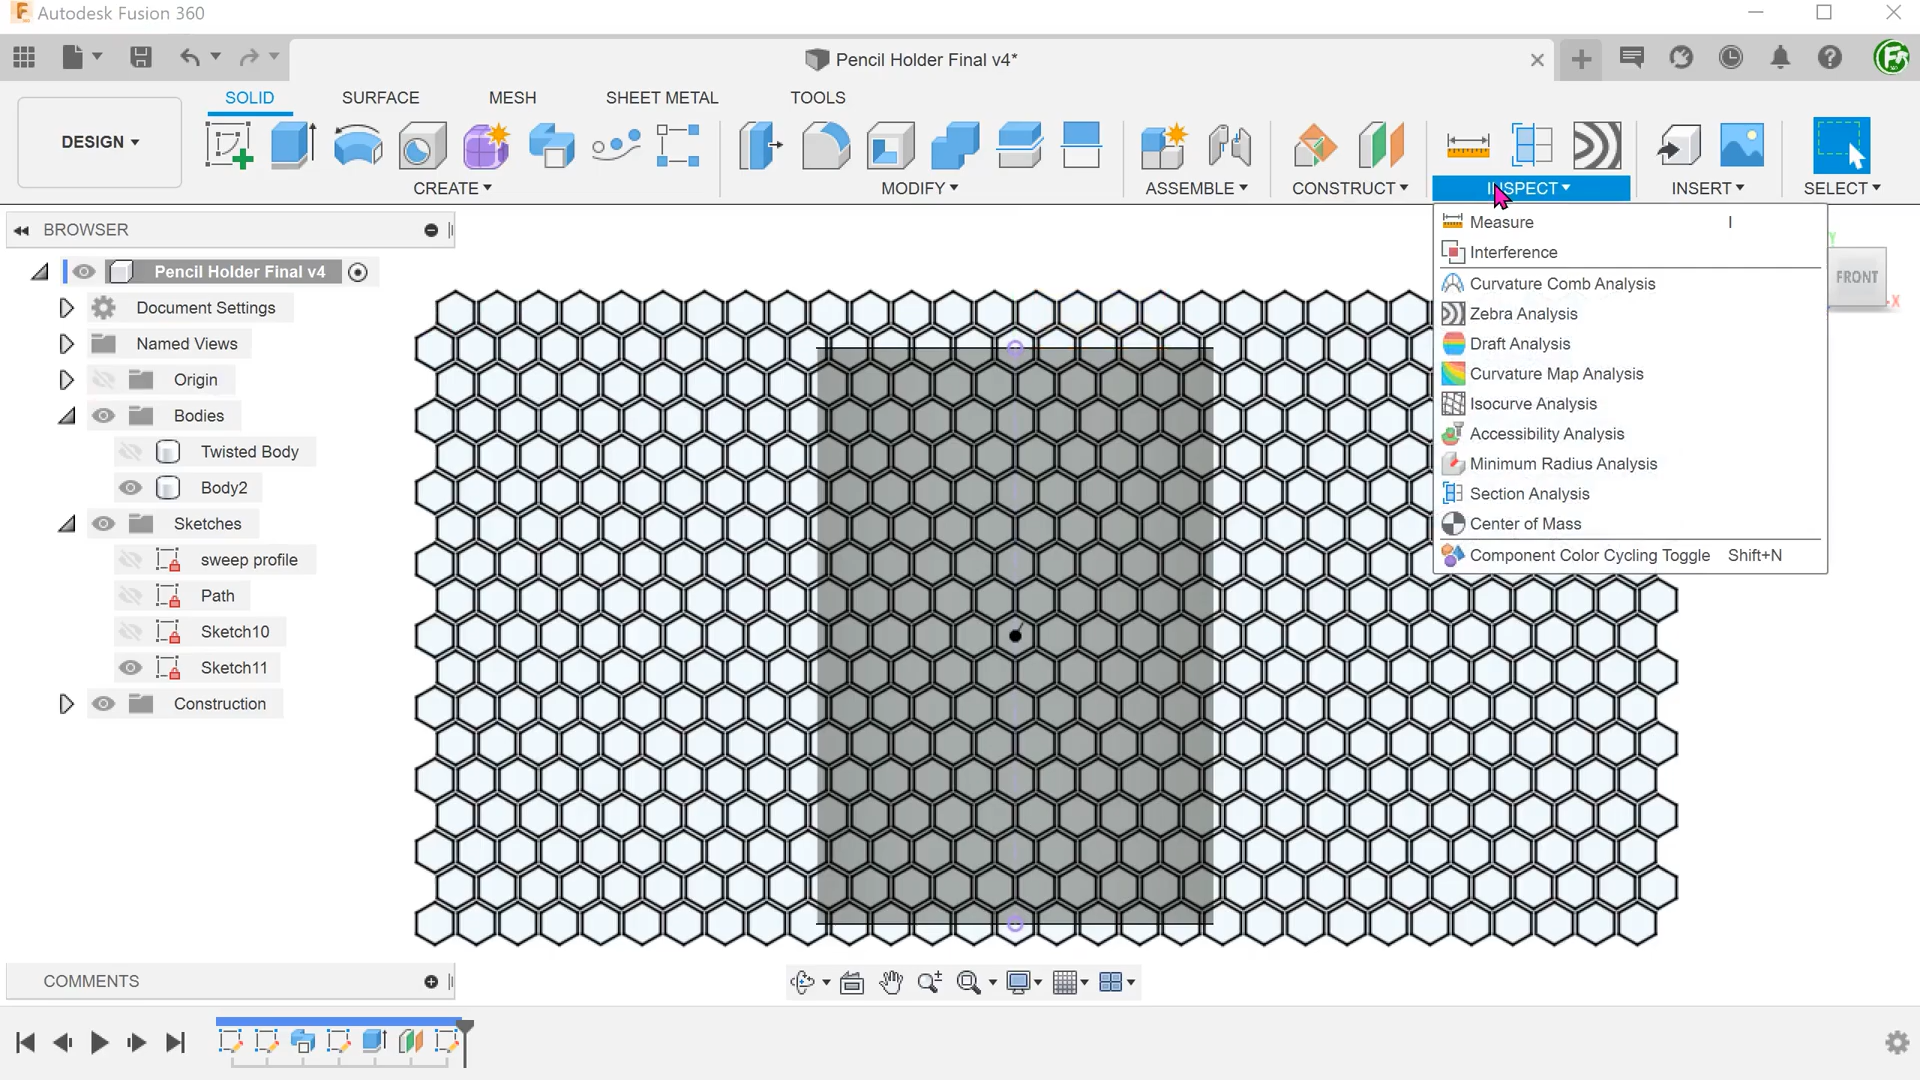 Autodesk Fusion 360
Pencil Holder Final v4*
SOLID SURFACE MESH SHEET METAL TOOLS
DESIGN
CREATE MODIFY ASSEMBLE CONSTRUCT INSPECT INSERT SELECT
BROWSER
Pencil Holder Final v4
Document Settings
Named Views
Origin
Bodies
Twisted Body
Body2
Sketches
sweep profile
Path
Sketch10
Sketch11
Construction
Measure I
Interference
Curvature Comb Analysis
Zebra Analysis
Draft Analysis
Curvature Map Analysis
Isocurve Analysis
Accessibility Analysis
Minimum Radius Analysis
Section Analysis
Center of Mass
Component Color Cycling Toggle Shift+N
Y
FRONT
X
COMMENTS